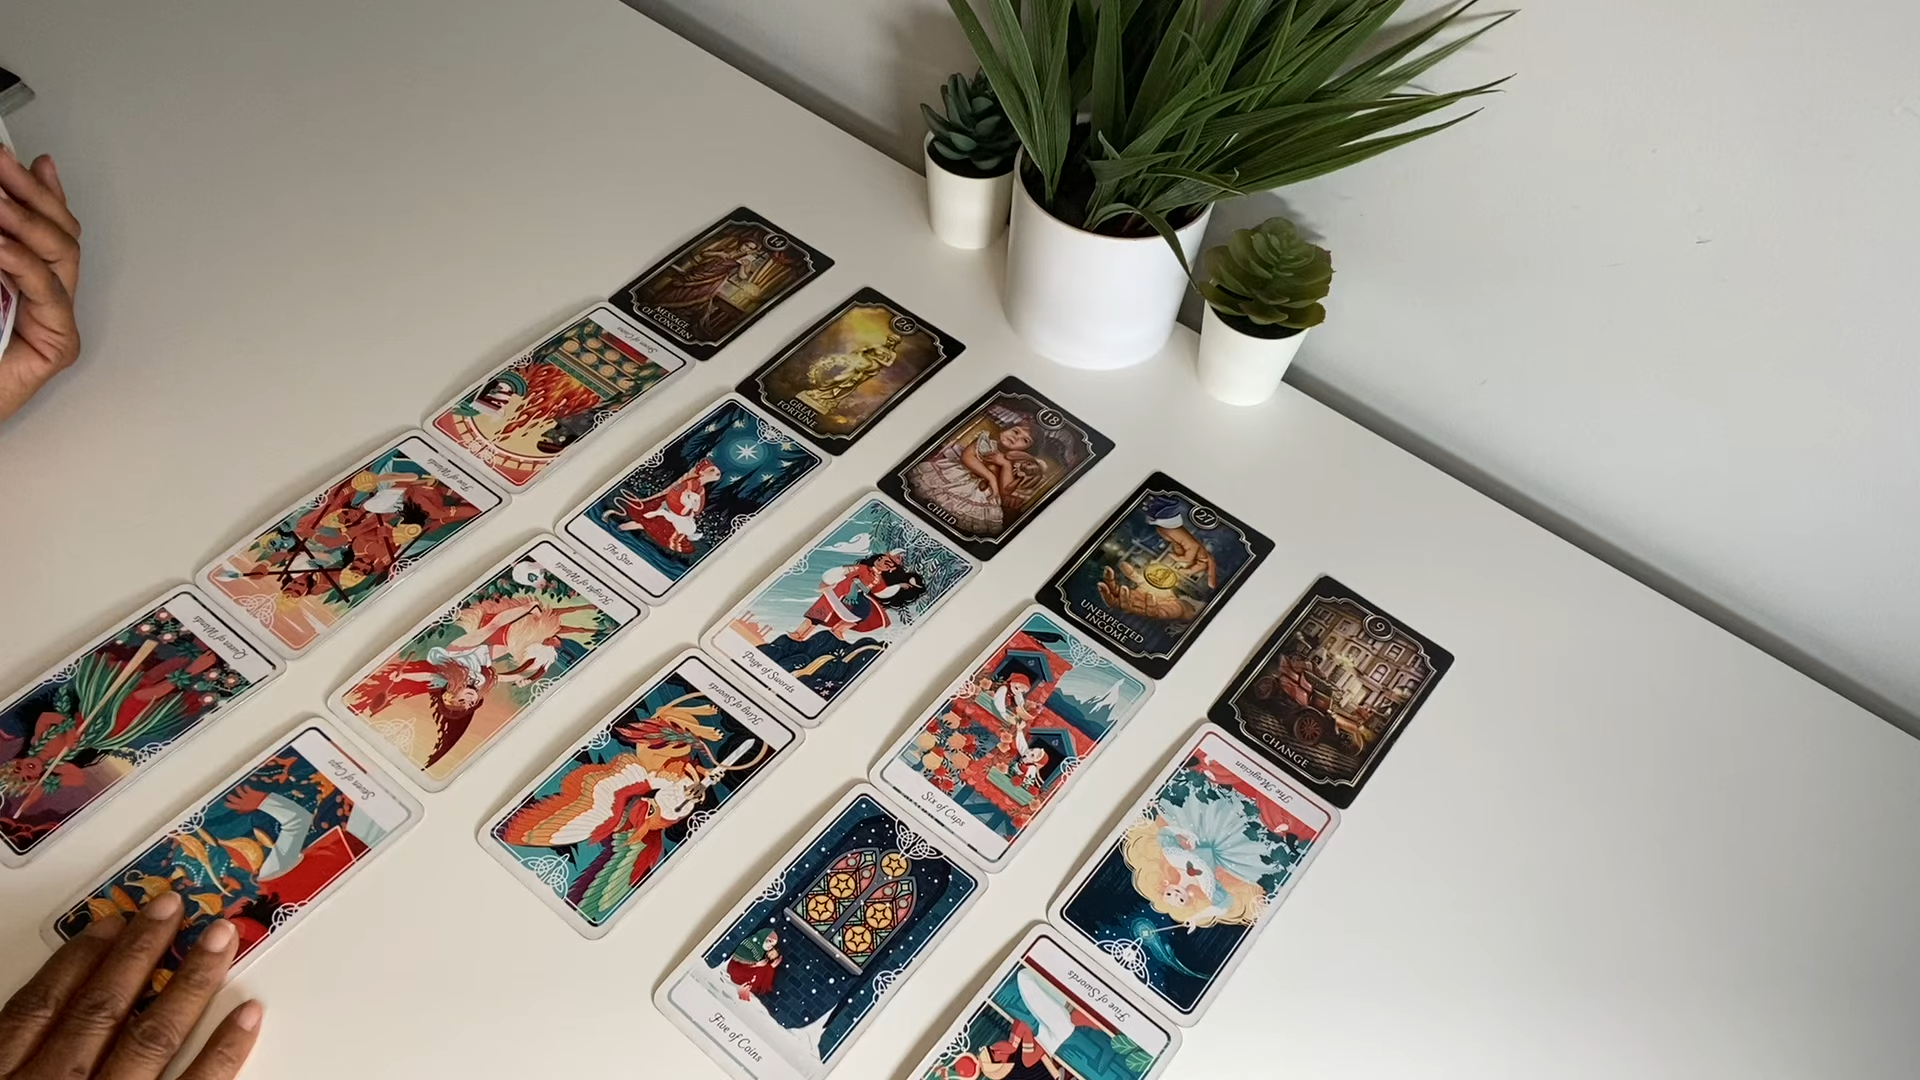 14
MESSAGE
OF CONCERN
26
GREAT
FORTUNE
18
CHILD
27
UNEXPECTED
INCOME
9
CHANGE
Seven of Coins
The Star
Page of Swords
Six of Cups
The Magician
Five of Wands
Knight of Wands
King of Swords
Five of Coins
Five of Swords
Queen of Wands
Seven of Cups